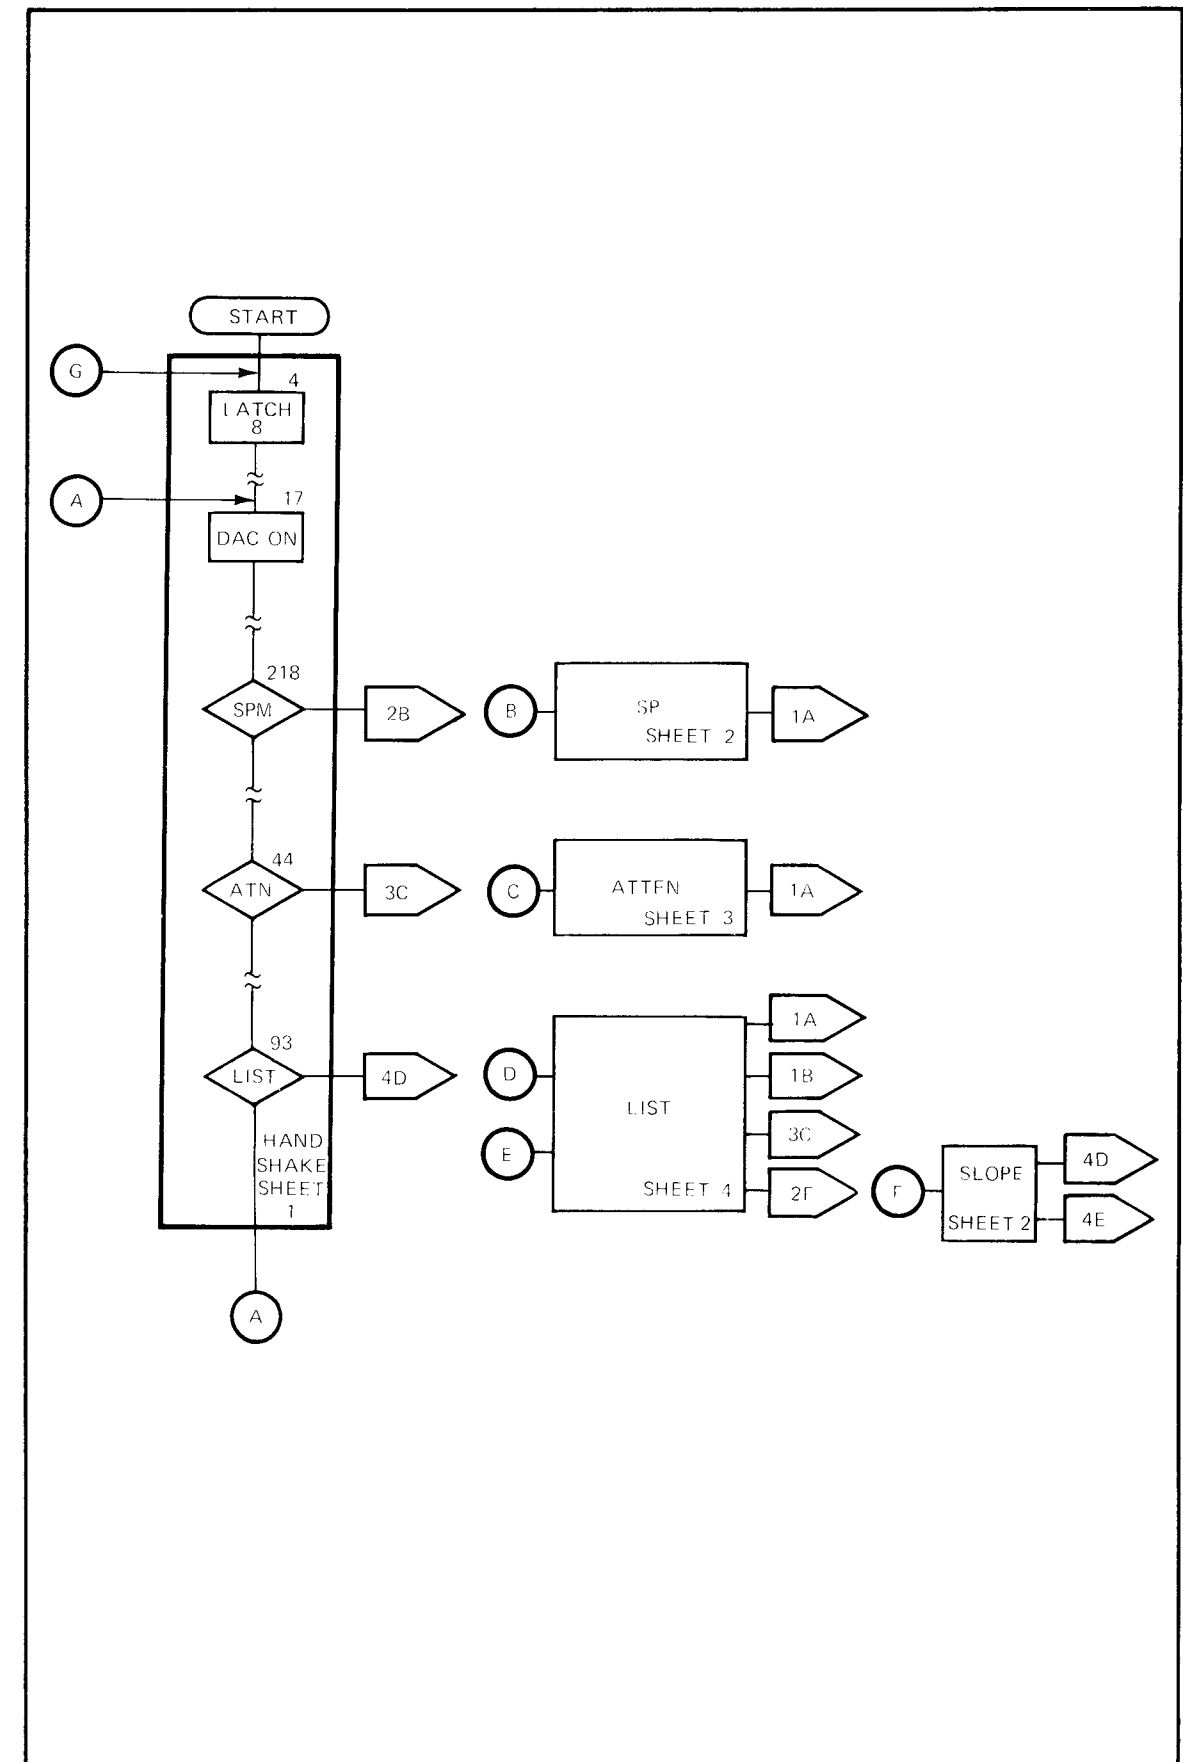 START
G
4
LATCH
8
A
17
DAC ON
218
SPM
2B
B
SP
SHEET 2
1A
44
ATN
3C
C
ATTEN
SHEET 3
1A
93
LIST
4D
D
E
LIST
SHEET 4
1A
1B
3C
2F
F
SLOPE
SHEET 2
4D
4E
HAND
SHAKE
SHEET
1
A